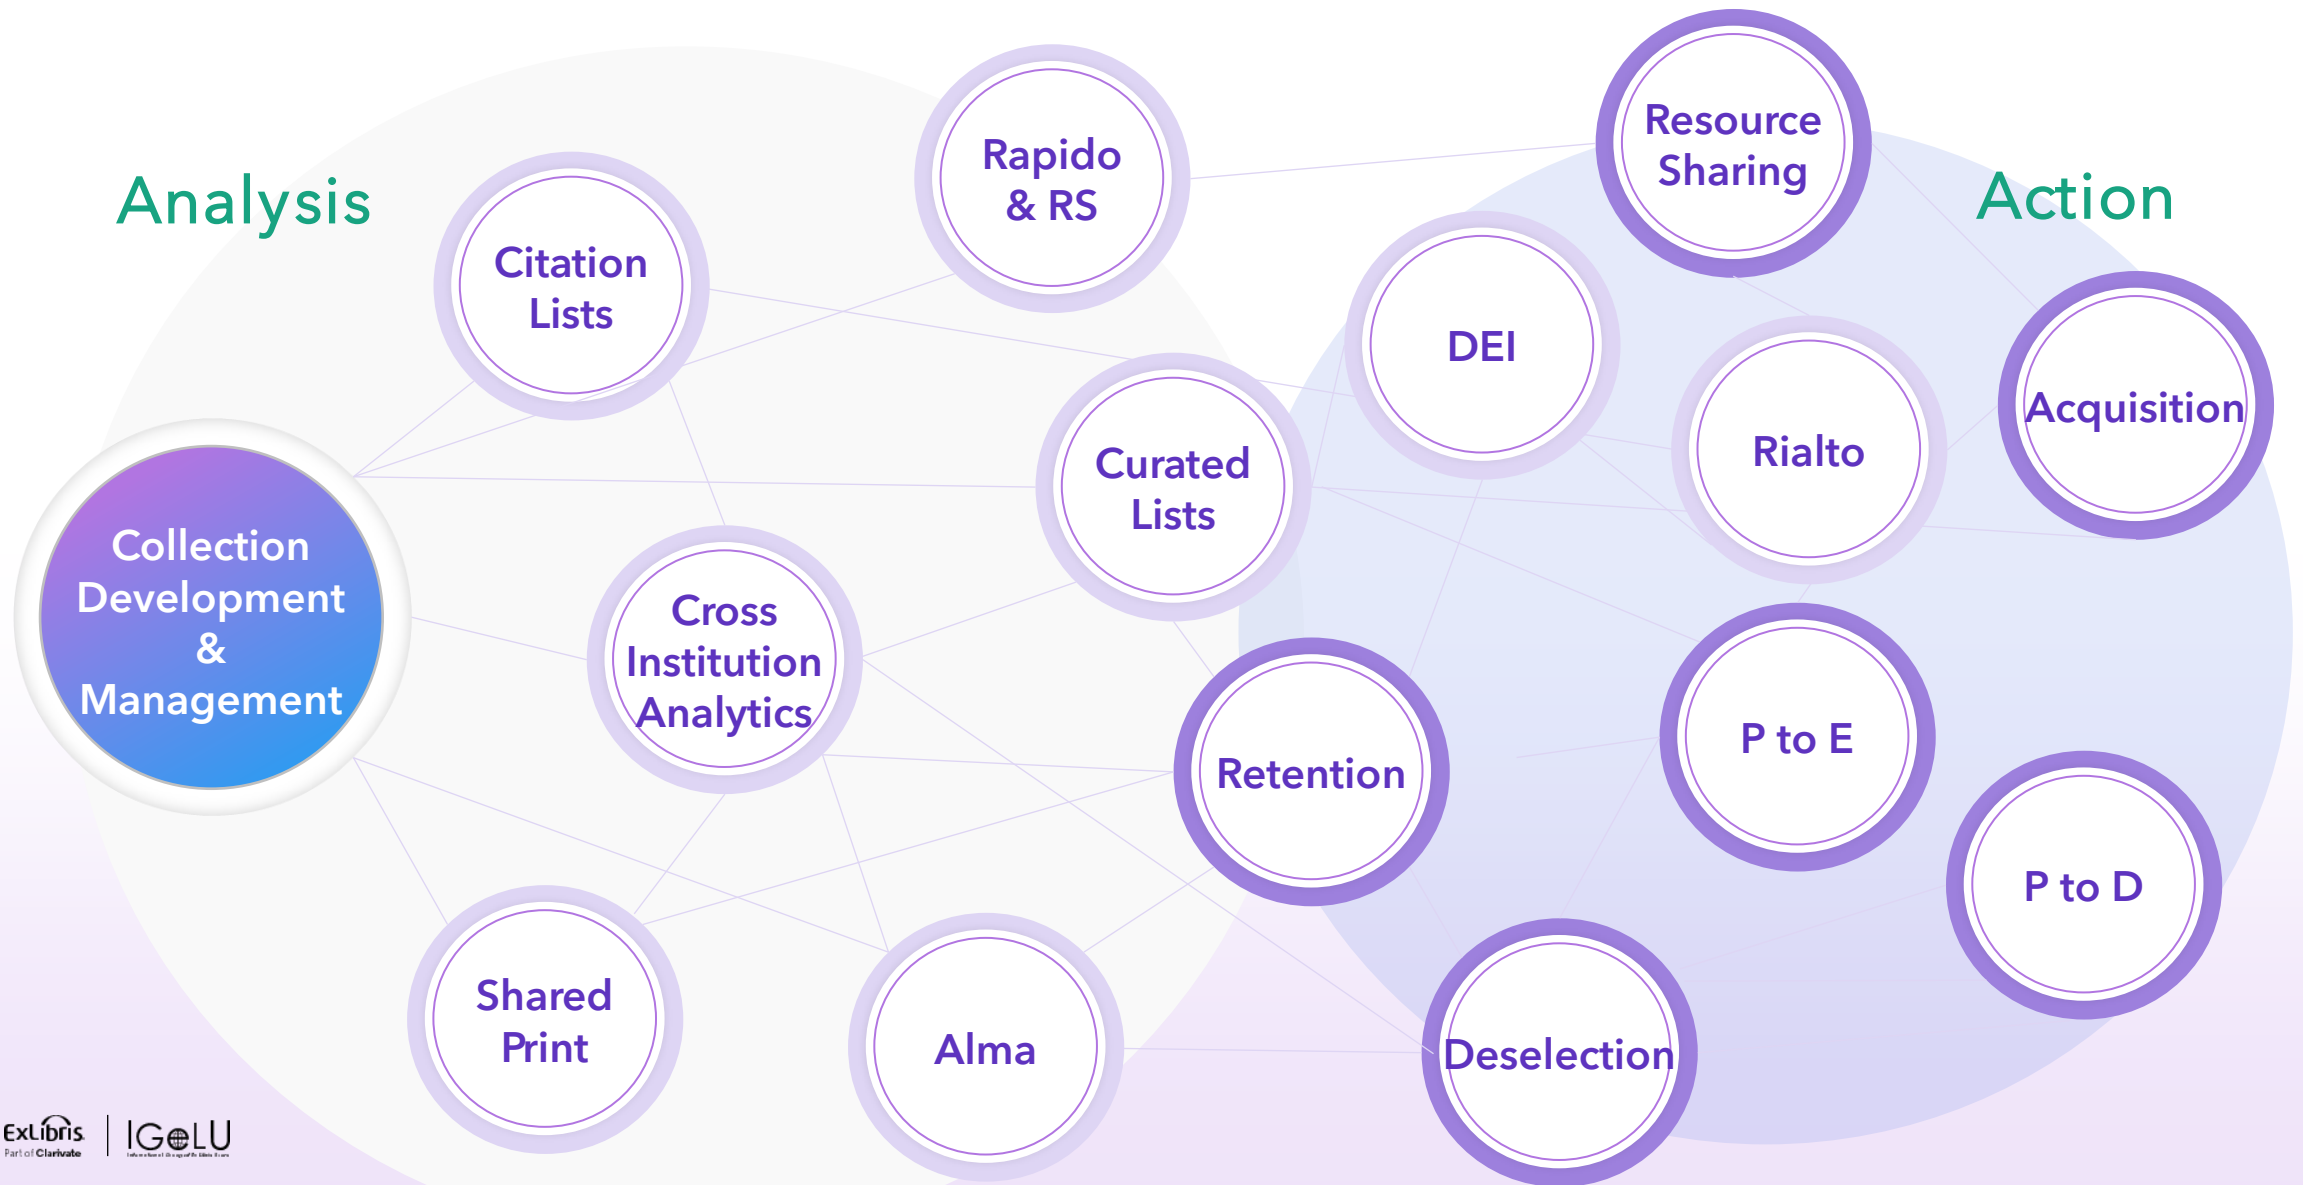 Analysis
Action
Collection
Development
&
Management
Citation
Lists
Rapido
& RS
Cross
Institution
Analytics
Curated
Lists
Shared
Print
Alma
Resource
Sharing
DEI
Rialto
Acquisition
Retention
P to E
P to D
Deselection
ExLibris
Part of Clarivate
IGeLU